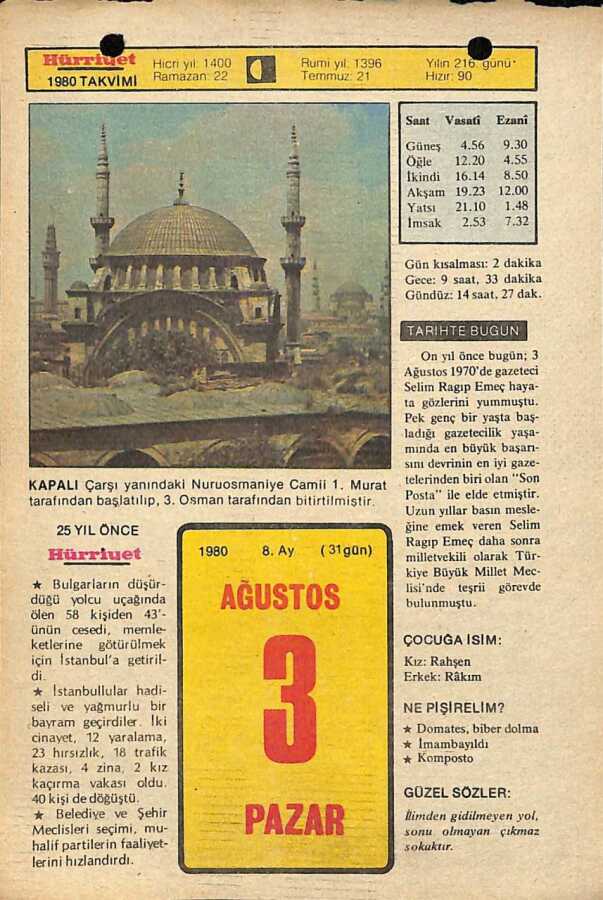 Hürriyet
1980 TAKVİMİ
Hicri yıl: 1400
Ramazan: 22
Rumi yıl: 1396
Temmuz: 21
Yılın 216. günü
Hızır: 90
Saat Vasatî Ezanî
Güneş 4.56 9.30
Öğle 12.20 4.55
İkindi 16.14 8.50
Akşam 19.23 12.00
Yatsı 21.10 1.48
İmsak 2.53 7.32
Gün kısalması: 2 dakika
Gece: 9 saat, 33 dakika
Gündüz: 14 saat, 27 dak.
KAPALI Çarşı yanındaki Nuruosmaniye Camii 1. Murat
tarafından başlatılıp, 3. Osman tarafından bitirtilmiştir.
TARİHTE BUGÜN
On yıl önce bugün; 3
Ağustos 1970'de gazeteci
Selim Ragıp Emeç haya-
ta gözlerini yummuştu.
Pek genç bir yaşta baş-
ladığı gazetecilik yaşa-
mında en büyük başarı-
sını devrinin en iyi gaze-
telerinden biri olan "Son
Posta" ile elde etmiştir.
Uzun yıllar basın mesle-
ğine emek veren Selim
Ragıp Emeç daha sonra
milletvekili olarak Tür-
kiye Büyük Millet Mec-
lisi'nde teşrii görevde
bulunmuştu.
25 YIL ÖNCE
Hürriyet
★ Bulgarların düşür-
düğü yolcu uçağında
ölen 58 kişiden 43'-
ünün cesedi, memle-
ketlerine götürülmek
için İstanbul'a getiril-
di.
★ İstanbullular hadi-
seli ve yağmurlu bir
bayram geçirdiler. İki
cinayet, 12 yaralama,
23 hırsızlık, 18 trafik
kazası, 4 zina, 2 kız
kaçırma vakası oldu.
40 kişi de döğüştü.
★ Belediye ve Şehir
Meclisleri seçimi, mu-
halif partilerin faaliyet-
lerini hızlandırdı.
1980 8. Ay (31 gün)
AĞUSTOS
3
PAZAR
ÇOCUĞA İSİM:
Kız: Rahşen
Erkek: Râkım
NE PİŞİRELİM?
★ Domates, biber dolma
★ İmambayıldı
★ Komposto
GÜZEL SÖZLER:
İlimden gidilmeyen yol,
sonu olmayan çıkmaz
sokaktır.